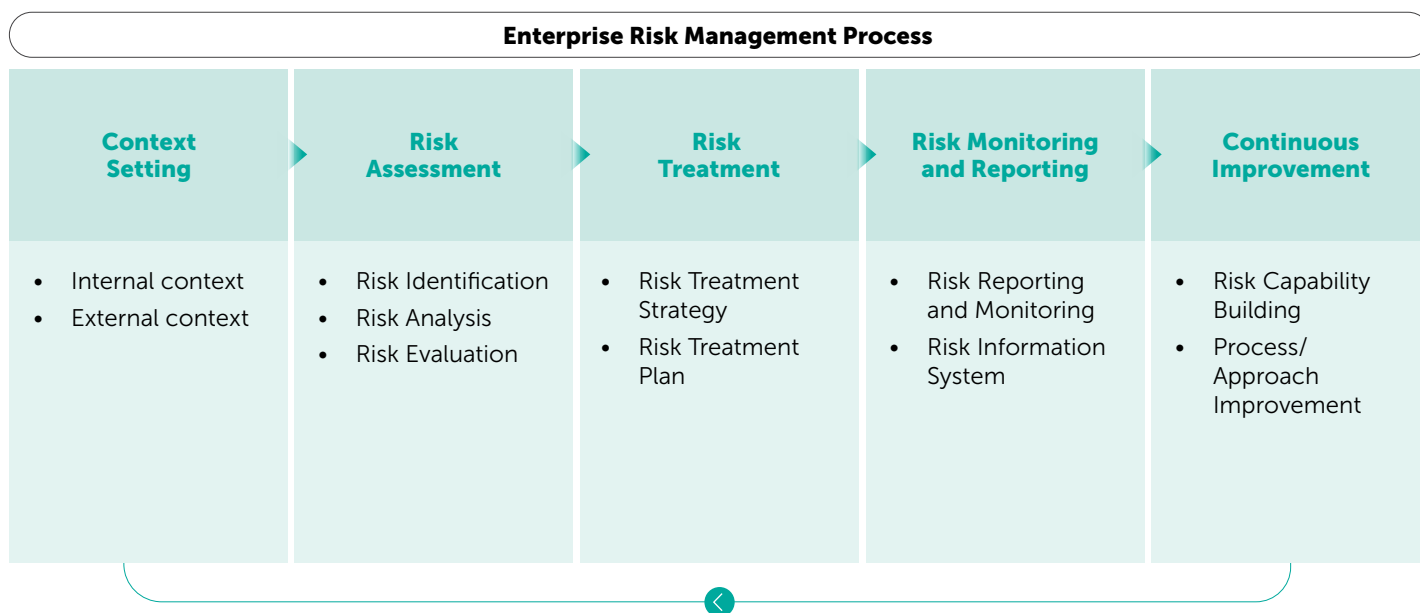 Enterprise Risk Management Process
Context
Setting
Risk
Assessment
Risk
Treatment
Risk Monitoring
and Reporting
Continuous
Improvement
• Internal context
• External context
• Risk Identification
• Risk Analysis
• Risk Evaluation
• Risk Treatment
Strategy
• Risk Treatment
Plan
• Risk Reporting
and Monitoring
• Risk Information
System
• Risk Capability
Building
• Process/
Approach
Improvement